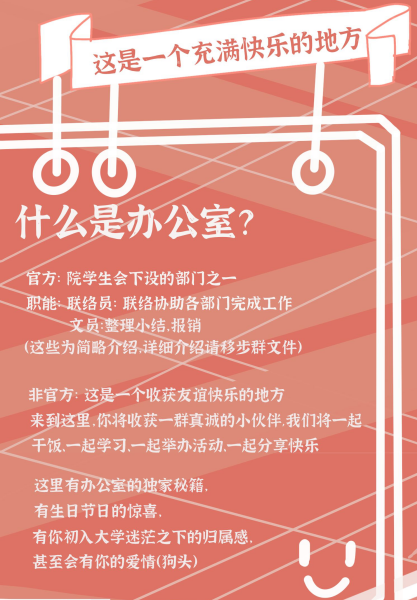 这是一个充满快乐的地方
什么是办公室?
官方: 院学生会下设的部门之一
职能: 联络员: 联络协助各部门完成工作
文员:整理小结,报销
(这些为简略介绍,详细介绍请移步群文件)
非官方: 这是一个收获友谊快乐的地方
来到这里,你将收获一群真诚的小伙伴,我们将一起
干饭,一起学习,一起举办活动,一起分享快乐
这里有办公室的独家秘籍,
有生日节日的惊喜,
有你初入大学迷茫之下的归属感,
甚至会有你的爱情(狗头)